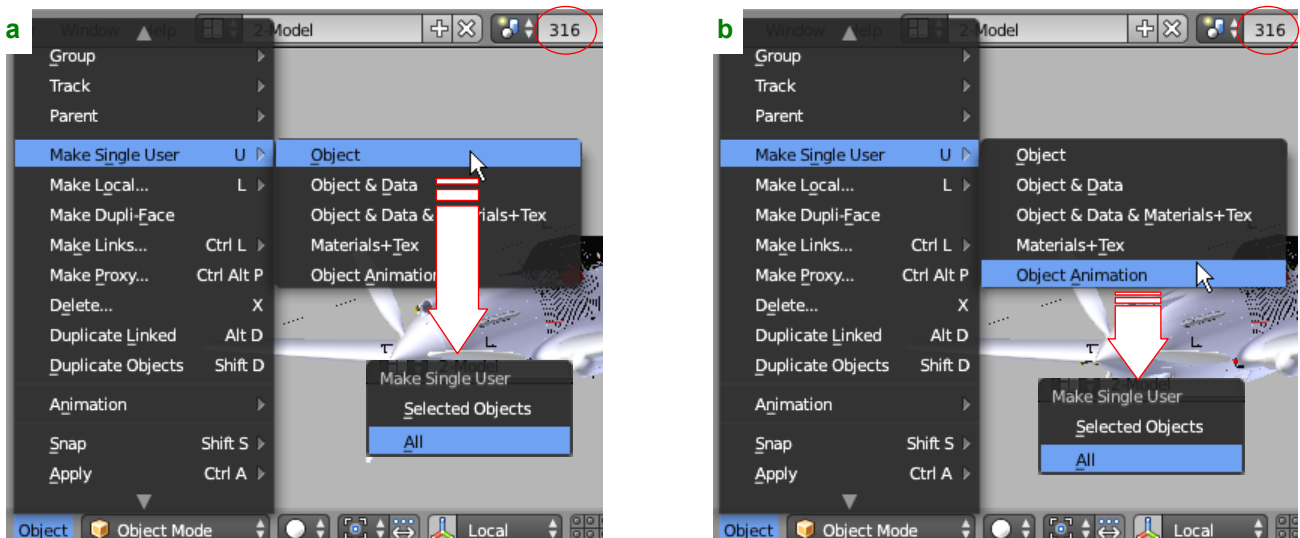 a
Window Help 2-Model 316
Group
Track
Parent
Make Single User U
Object
Make Local... L
Object & Data
Make Dupli-Face
Object & Data &
rials+Tex
Make Links... Ctrl L
Materials+Tex
Make Proxy... Ctrl Alt P
Object Animation
Delete... X
Duplicate Linked Alt D
Duplicate Objects Shift D
2-Model
Make Single User
Selected Objects
All
Animation
Snap Shift S
Apply Ctrl A
Object Object Mode Local
b
Window Help 2-Model 316
Group
Track
Parent
Make Single User U
Object
Make Local... L
Object & Data
Make Dupli-Face
Object & Data & Materials+Tex
Make Links... Ctrl L
Materials+Tex
Make Proxy... Ctrl Alt P
Object Animation
Delete... X
Duplicate Linked Alt D
Duplicate Objects Shift D
2-Model
Make Single User
Selected Objects
All
Animation
Snap Shift S
Apply Ctrl A
Object Object Mode Local